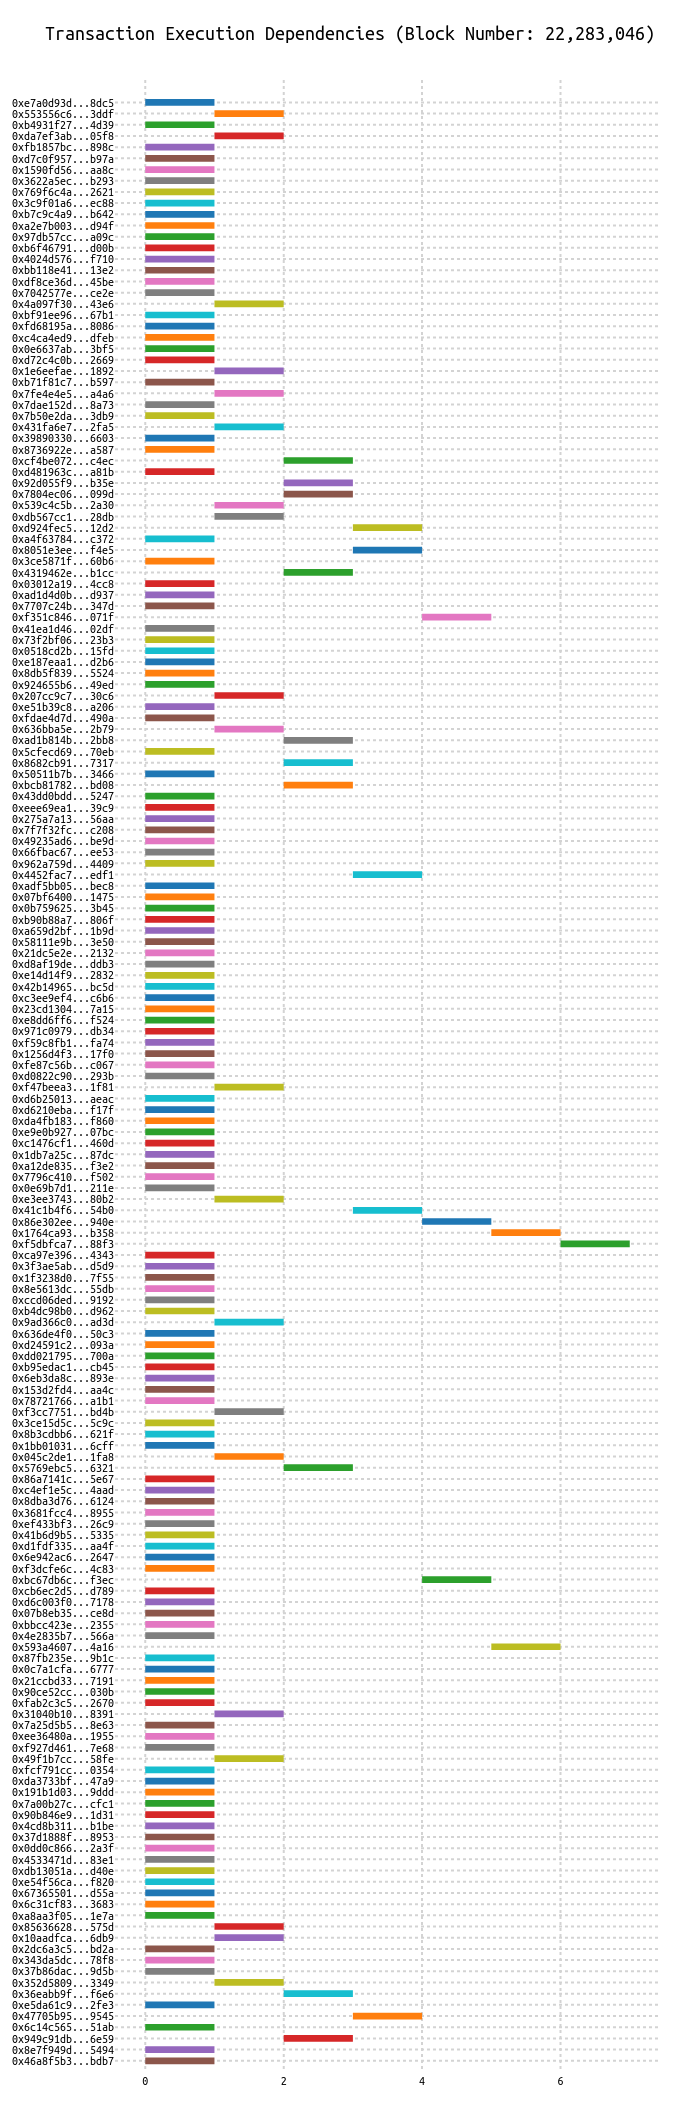 Transaction Execution Dependencies (Block Number: 22,283,046)
0xe7a0d93d...8dc5
0x553556c6...3ddf
0xb4931f27...4d39
0xda7ef3ab...05f8
0xfb1857bc...898c
0xd7c0f957...b97a
0x1590fd56...aa8c
0x3622a5ec...b293
0x769f6c4a...2621
0x3c9f01a6...ec88
0xb7c9c4a9...b642
0xa2e7b003...d94f
0x97db57cc...a09c
0xb6f46791...d00b
0x4024d576...f710
0xbb118e41...13e2
0xdf8ce36d...45be
0x7042577e...ce2e
0x4a097f30...43e6
0xbf91ee96...67b1
0xfd68195a...8086
0xc4ca4ed9...dfeb
0x0e6637ab...3bf5
0xd72c4c0b...2669
0x1e6eefae...1892
0xb71f81c7...b597
0x7fe4e4e5...a4a6
0x7dae152d...8a73
0x7b50e2da...3db9
0x431fa6e7...2fa5
0x39890330...6603
0x8736922e...a587
0xcf4be072...c4ec
0xd481963c...a81b
0x92d055f9...b35e
0x7804ec06...099d
0x539c4c5b...2a30
0xdb567cc1...28db
0xd924fec5...12d2
0xa4f63784...c372
0x8051e3ee...f4e5
0x3ce5871f...60b6
0x4319462e...b1cc
0x03012a19...4cc8
0xad1d4d0b...d937
0x7707c24b...347d
0xf351c846...071f
0x41ea1d46...02df
0x73f2bf06...23b3
0x0518cd2b...15fd
0xe187eaa1...d2b6
0x8db5f839...5524
0x924655b6...49ed
0x207cc9c7...30c6
0xe51b39c8...a206
0xfdae4d7d...490a
0x636bba5e...2b79
0xad1b814b...2bb8
0x5cfecd69...70eb
0x8682cb91...7317
0x50511b7b...3466
0xbcb81782...bd08
0x43dd0bdd...5247
0xeee69ea1...39c9
0x275a7a13...56aa
0x7f7f32fc...c208
0x49235ad6...be9d
0x66fbac67...ee53
0x962a759d...4409
0x4452fac7...edf1
0xadf5bb05...bec8
0x07bf6400...1475
0x0b759625...3b45
0xb90b88a7...806f
0xa659d2bf...1b9d
0x58111e9b...3e50
0x21dc5e2e...2132
0xd8af19de...ddb3
0xe14d14f9...2832
0x42b14965...bc5d
0xc3ee9ef4...c6b6
0x23cd1304...7a15
0xe8dd6ff6...f524
0x971c0979...db34
0xf59c8fb1...fa74
0x1256d4f3...17f0
0xfe87c56b...c067
0xd0822c90...293b
0xf47beea3...1f81
0xd6b25013...aeac
0xd6210eba...f17f
0xda4fb183...f860
0xe9e0b927...07bc
0xc1476cf1...460d
0x1db7a25c...87dc
0xa12de835...f3e2
0x7796c410...f502
0x0e69b7d1...211e
0xe3ee3743...80b2
0x41c1b4f6...54b0
0x86e302ee...940e
0x1764ca93...b358
0xf5dbfca7...88f3
0xca97e396...4343
0x3f3ae5ab...d5d9
0x1f3238d0...7f55
0x8e5613dc...55db
0xccd06ded...9192
0xb4dc98b0...d962
0x9ad366c0...ad3d
0x636de4f0...50c3
0xd24591c2...093a
0xdd021795...700a
0xb95edac1...cb45
0x6eb3da8c...893e
0x153d2fd4...aa4c
0x78721766...a1b1
0xf3cc7751...bd4b
0x3ce15d5c...5c9c
0x8b3cdbb6...621f
0x1bb01031...6cff
0x045c2de1...1fa8
0x5769ebc5...6321
0x86a7141c...5e67
0xc4ef1e5c...4aad
0x8dba3d76...6124
0x3681fcc4...8955
0xef433bf3...26c9
0x41b6d9b5...5335
0xd1fdf335...aa4f
0x6e942ac6...2647
0xf3dcfe6c...4c83
0xbc67db6c...f3ec
0xcb6ec2d5...d789
0xd6c003f0...7178
0x07b8eb35...ce8d
0xbbcc423e...2355
0x4e2835b7...566a
0x593a4607...4a16
0x87fb235e...9b1c
0x0c7a1cfa...6777
0x21ccbd33...7191
0x90ce52cc...030b
0xfab2c3c5...2670
0x31040b10...8391
0x7a25d5b5...8e63
0xee36480a...1955
0xf927d461...7e68
0x49f1b7cc...58fe
0xfcf791cc...0354
0xda3733bf...47a9
0x191b1d03...9ddd
0x7a00b27c...cfc1
0x90b846e9...1d31
0x4cd8b311...b1be
0x37d1888f...8953
0x0dd0c866...2a3f
0x4533471d...83e1
0xdb13051a...d40e
0xe54f56ca...f820
0x67365501...d55a
0x6c31cf83...3683
0xa8aa3f05...1e7a
0x85636628...575d
0x10aadfca...6db9
0x2dc6a3c5...bd2a
0x343da5dc...78f8
0x37b86dac...9d5b
0x352d5809...3349
0x36eabb9f...f6e6
0xe5da61c9...2fe3
0x47705b95...9545
0x6c14c565...51ab
0x949c91db...6e59
0x8e7f949d...5494
0x46a8f5b3...bdb7
0 2 4 6